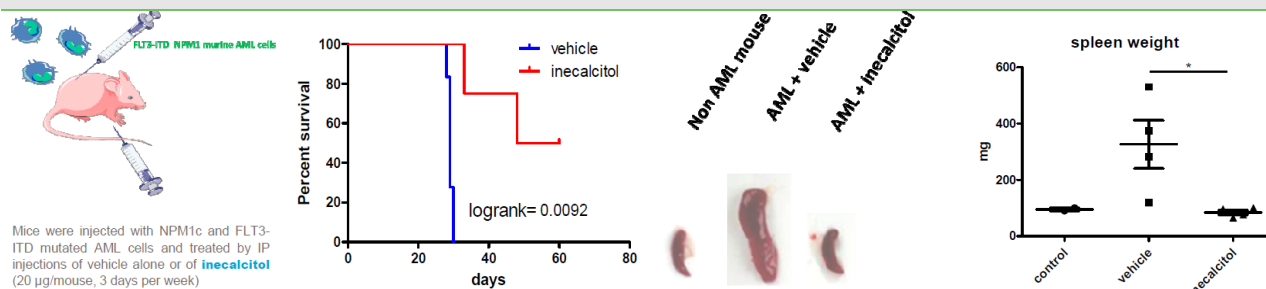 FLT3-ITD NPM1 murine AML cells
Mice were injected with NPM1c and FLT3-
ITD mutated AML cells and treated by IP
injections of vehicle alone or of inecalcitol
(20 µg/mouse, 3 days per week)
Percent survival
100
80
60
40
20
0
0 20 40 60 80
days
vehicle
inecalcitol
logrank= 0.0092
Non AML mouse
AML + vehicle
AML + inecalcitol
spleen weight
*
mg
600
400
200
0
control
vehicle
necalcitol